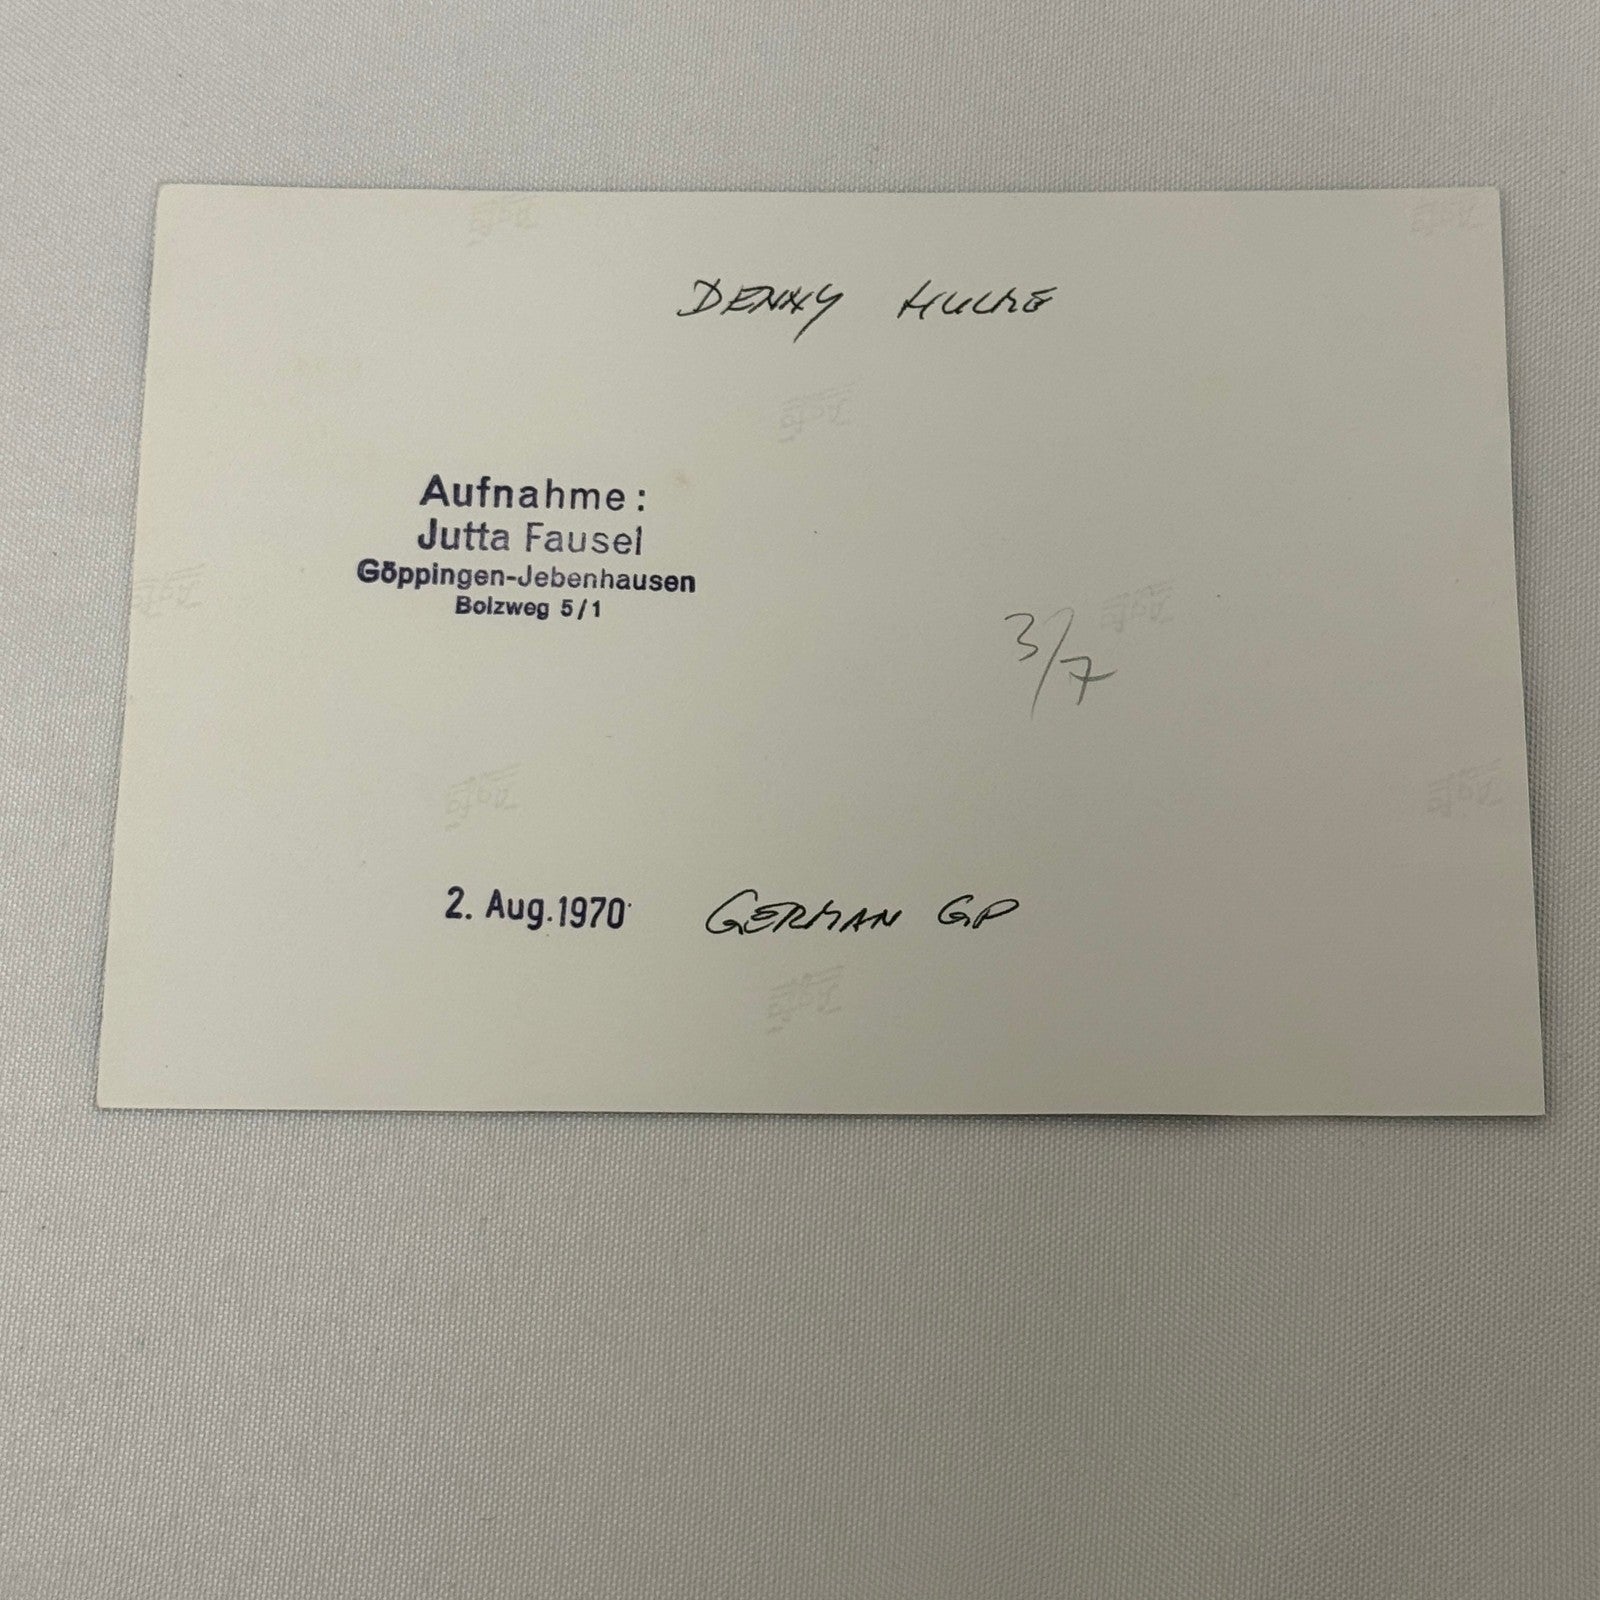 DENNY HULME
Aufnahme:
Jutta Fausel
Göppingen-Jebenhausen
Bolzweg 5/1
3/7
2. Aug. 1970
GERMAN GP